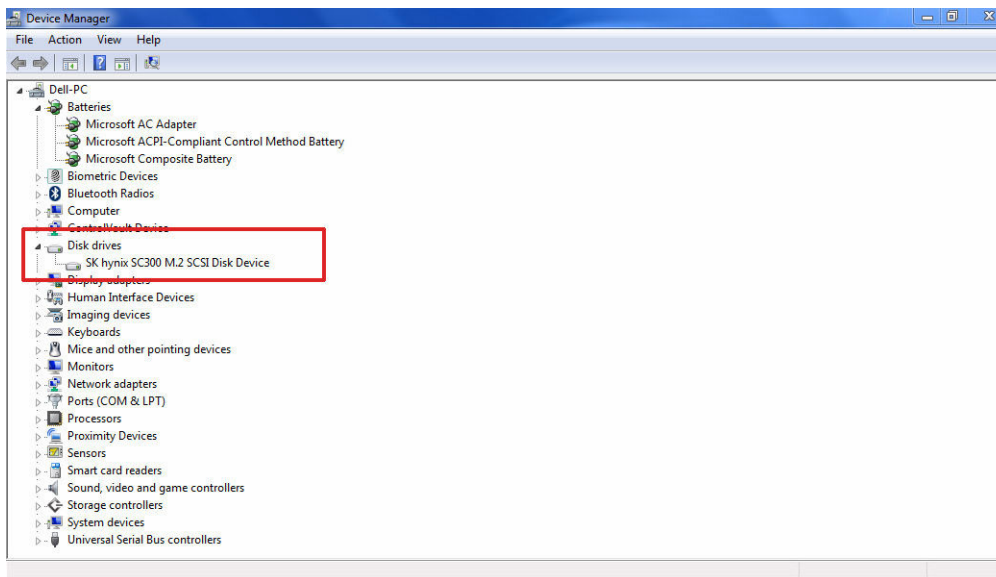 Device Manager
File Action View Help
Dell-PC
Batteries
Microsoft AC Adapter
Microsoft ACPI-Compliant Control Method Battery
Microsoft Composite Battery
Biometric Devices
Bluetooth Radios
Computer
ControlVault Device
Disk drives
SK hynix SC300 M.2 SCSI Disk Device
Display adapters
Human Interface Devices
Imaging devices
Keyboards
Mice and other pointing devices
Monitors
Network adapters
Ports (COM & LPT)
Processors
Proximity Devices
Sensors
Smart card readers
Sound, video and game controllers
Storage controllers
System devices
Universal Serial Bus controllers